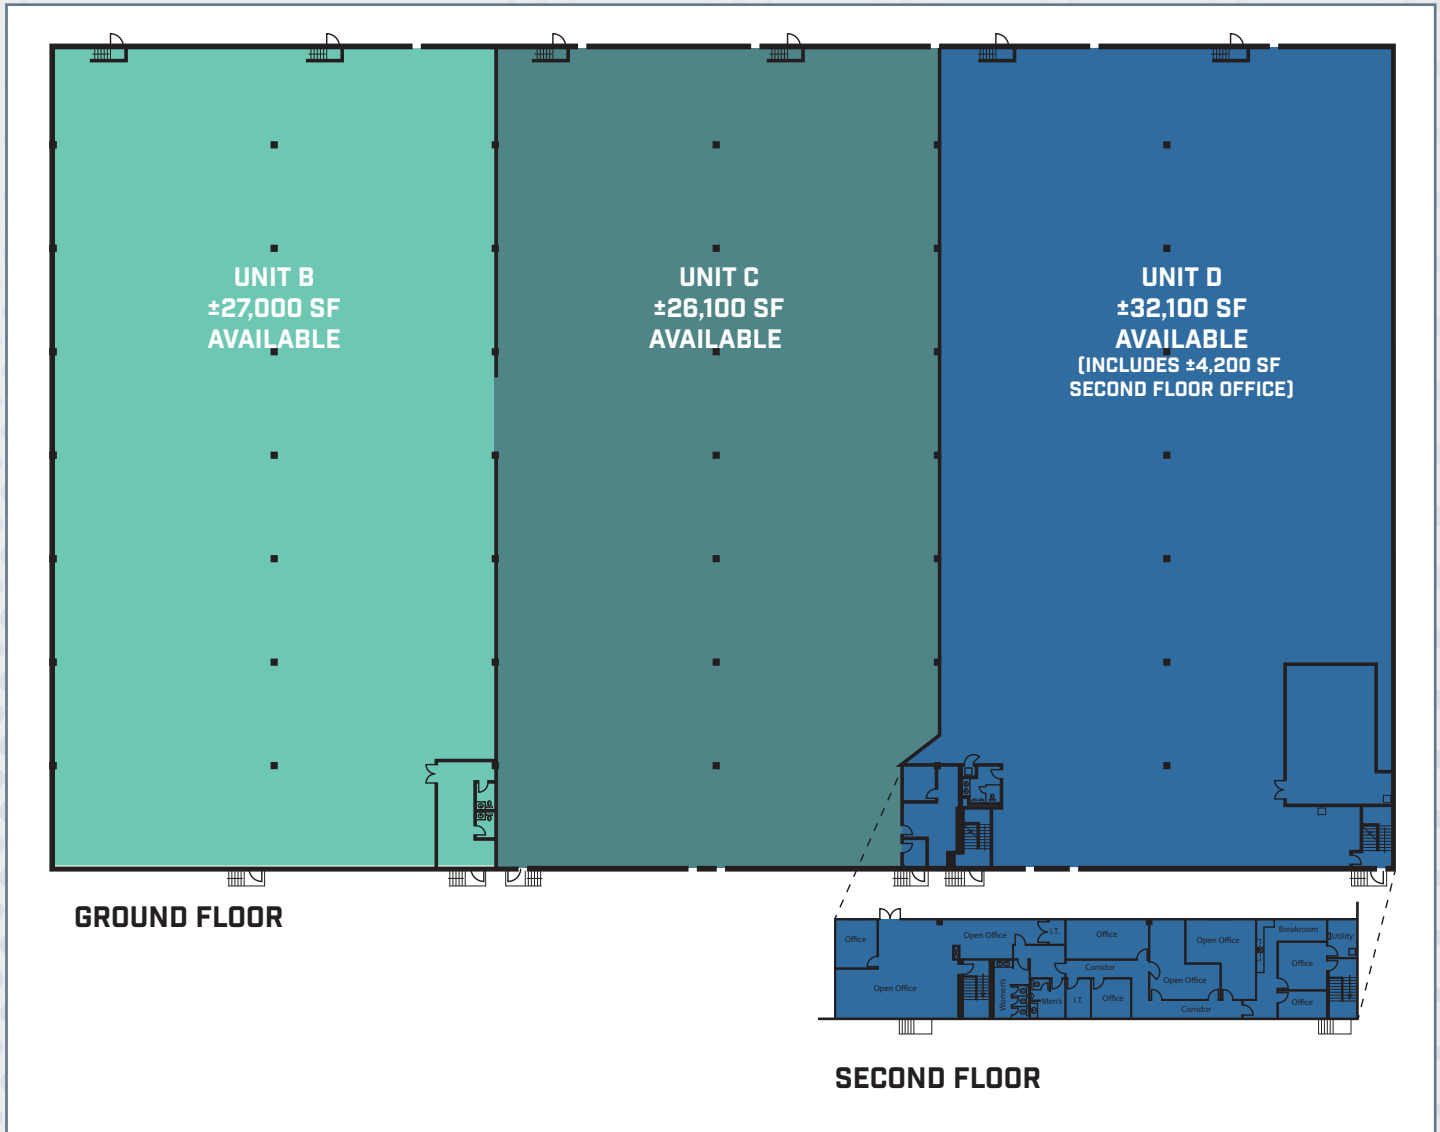 UNIT B
±27,000 SF
AVAILABLE
UNIT C
±26,100 SF
AVAILABLE
UNIT D
±32,100 SF
AVAILABLE
(INCLUDES ±4,200 SF
SECOND FLOOR OFFICE)
GROUND FLOOR
Office
Open Office
Open Office
I.T.
Office
Open Office
Breakroom
Utility
Corridor
Office
Open Office
Women's
Men's
I.T.
Office
Corridor
Office
SECOND FLOOR